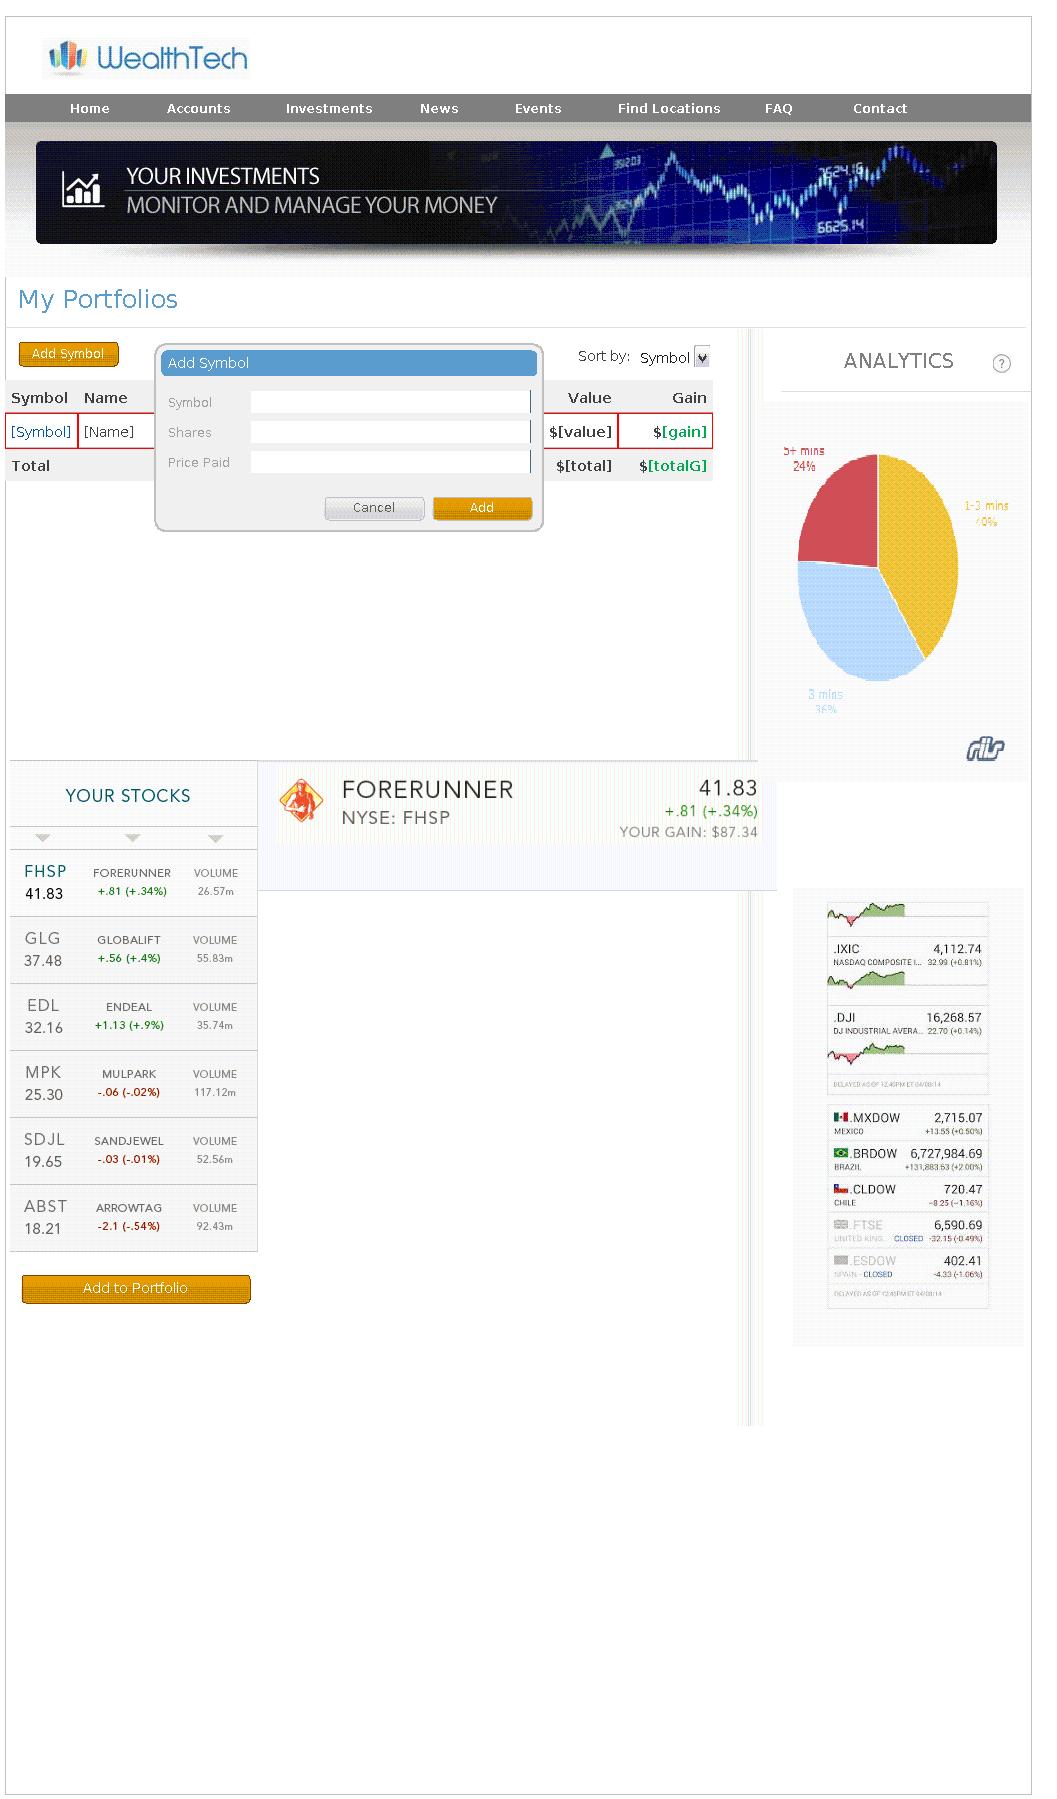 WealthTech
Home Accounts Investments News Events Find Locations FAQ Contact
YOUR INVESTMENTS
MONITOR AND MANAGE YOUR MONEY
3512.03
7624.16
6625.14
My Portfolios
Add Symbol
Sort by: Symbol
Symbol Name Value Gain
[Symbol] [Name] $[value] $[gain]
Total $[total] $[totalG]
Add Symbol
Symbol
Shares
Price Paid
Cancel Add
ANALYTICS ?
5+ mins
24%
1-3 mins
40%
3 mins
36%
YOUR STOCKS
FHSP FORERUNNER VOLUME
41.83 +.81 (+.34%) 26.57m
GLG GLOBALIFT VOLUME
37.48 +.56 (+.4%) 55.83m
EDL ENDEAL VOLUME
32.16 +1.13 (+.9%) 35.74m
MPK MULPARK VOLUME
25.30 -.06 (-.02%) 117.12m
SDJL SANDJEWEL VOLUME
19.65 -.03 (-.01%) 52.56m
ABST ARROWTAG VOLUME
18.21 -2.1 (-.54%) 92.43m
Add to Portfolio
FORERUNNER 41.83
NYSE: FHSP +.81 (+.34%)
YOUR GAIN: $87.34
.IXIC 4,112.74
NASDAQ COMPOSITE I... 32.99 (+0.81%)
.DJI 16,268.57
DJ INDUSTRIAL AVERA... 22.70 (+0.14%)
DELAYED AS OF 12:40PM ET 04/08/14
.MXDOW 2,715.07
MEXICO +13.55 (+0.50%)
.BRDOW 6,727,984.69
BRAZIL +131,883.63 (+2.00%)
.CLDOW 720.47
CHILE -8.25 (-1.16%)
.FTSE 6,590.69
UNITED KING... CLOSED -32.15 (-0.49%)
.ESDOW 402.41
SPAIN - CLOSED -4.33 (-1.06%)
DELAYED AS OF 12:45PM ET 04/08/14